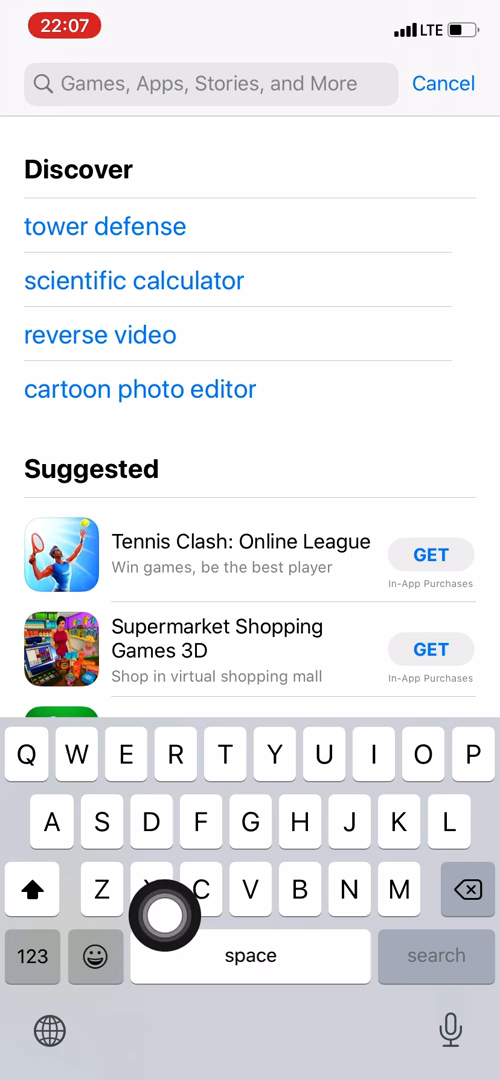 22:07
LTE
Games, Apps, Stories, and More
Cancel
Discover
tower defense
scientific calculator
reverse video
cartoon photo editor
Suggested
Tennis Clash: Online League
Win games, be the best player
GET
In-App Purchases
Supermarket Shopping
Games 3D
Shop in virtual shopping mall
GET
In-App Purchases
Q W E R T Y U I O P
A S D F G H J K L
Z C V B N M
123
space
search